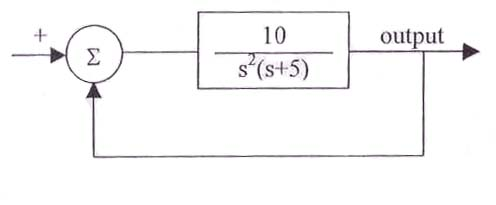 +
Σ
10
s²(s+5)
output